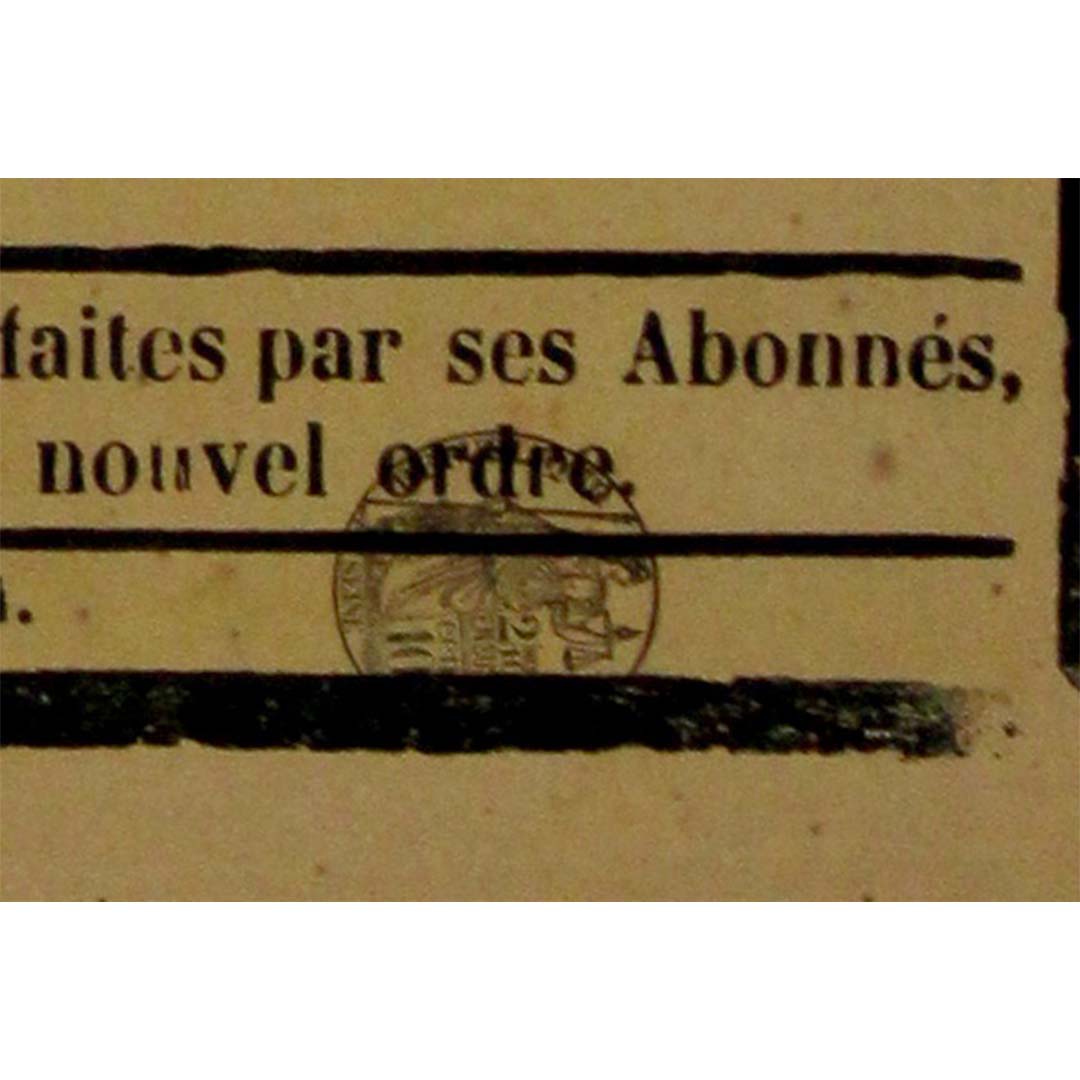 faites par ses Abonnés,
nouvel ordre.